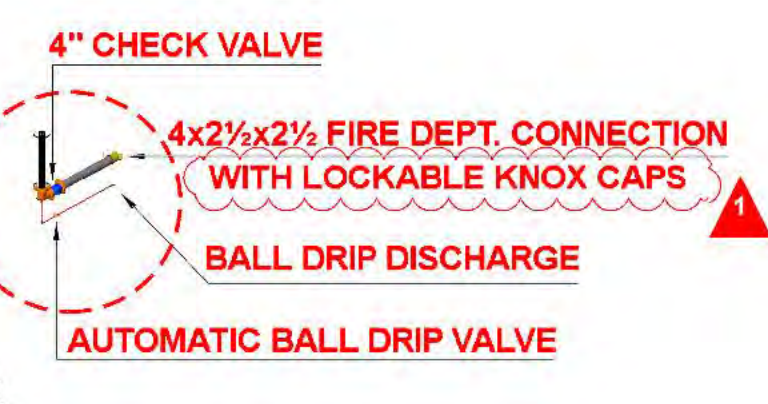 4" CHECK VALVE
4x2½x2½ FIRE DEPT. CONNECTION
WITH LOCKABLE KNOX CAPS
1
BALL DRIP DISCHARGE
AUTOMATIC BALL DRIP VALVE